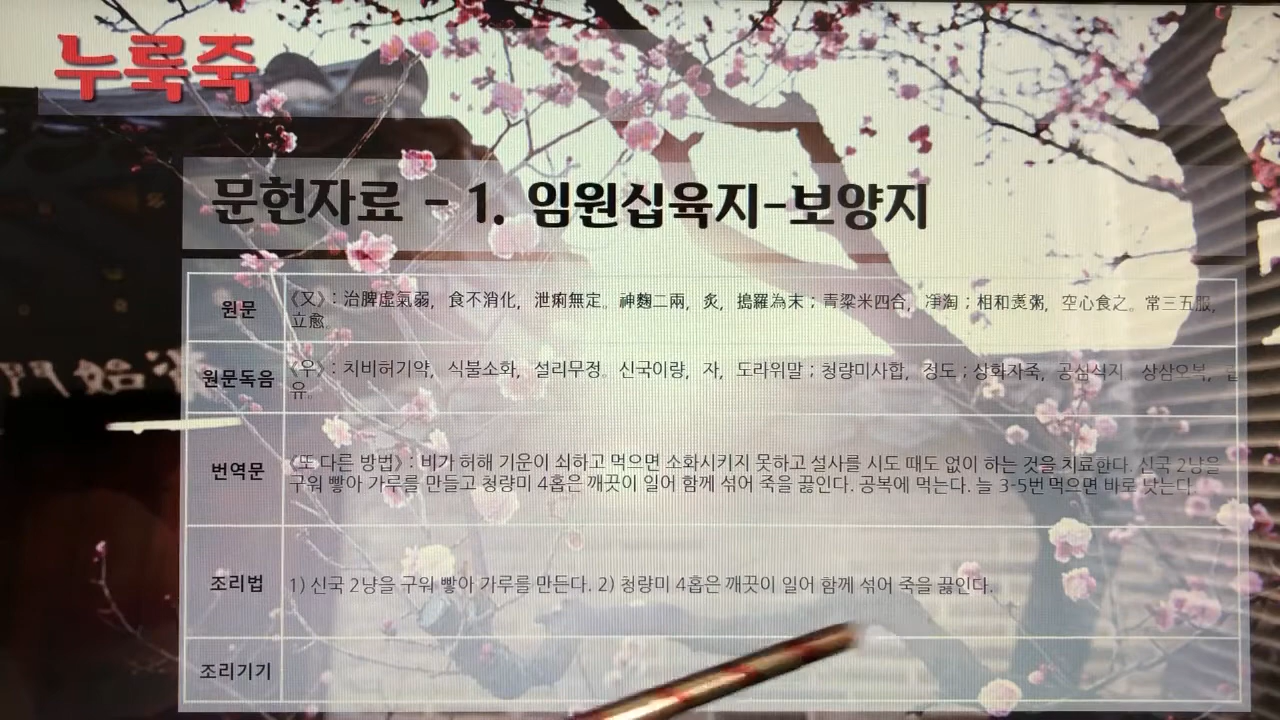 누룩죽
문헌자료 - 1. 임원십육지-보양지
원문
《又》: 治脾虛氣弱, 食不消化, 泄痢無定。神麴二兩, 炙, 搗羅為末 ; 青粱米四合, 凈淘 ; 相和煑粥, 空心食之。常三五服,
立愈。
원문독음
《우》: 치비허기약, 식불소화, 설리무정。신국이량, 자, 도라위말 ; 청량미사합, 정도 ; 상화자죽, 공심식지 상삼오복, 립
유。
번역문
《또 다른 방법》: 비가 허해 기운이 쇠하고 먹으면 소화시키지 못하고 설사를 시도 때도 없이 하는 것을 치료한다. 신국 2냥을
구워 빻아 가루를 만들고 청량미 4홉은 깨끗이 일어 함께 섞어 죽을 끓인다. 공복에 먹는다. 늘 3-5번 먹으면 바로 낫는다.
조리법
1) 신국 2냥을 구워 빻아 가루를 만든다. 2) 청량미 4홉은 깨끗이 일어 함께 섞어 죽을 끓인다.
조리기기
門始